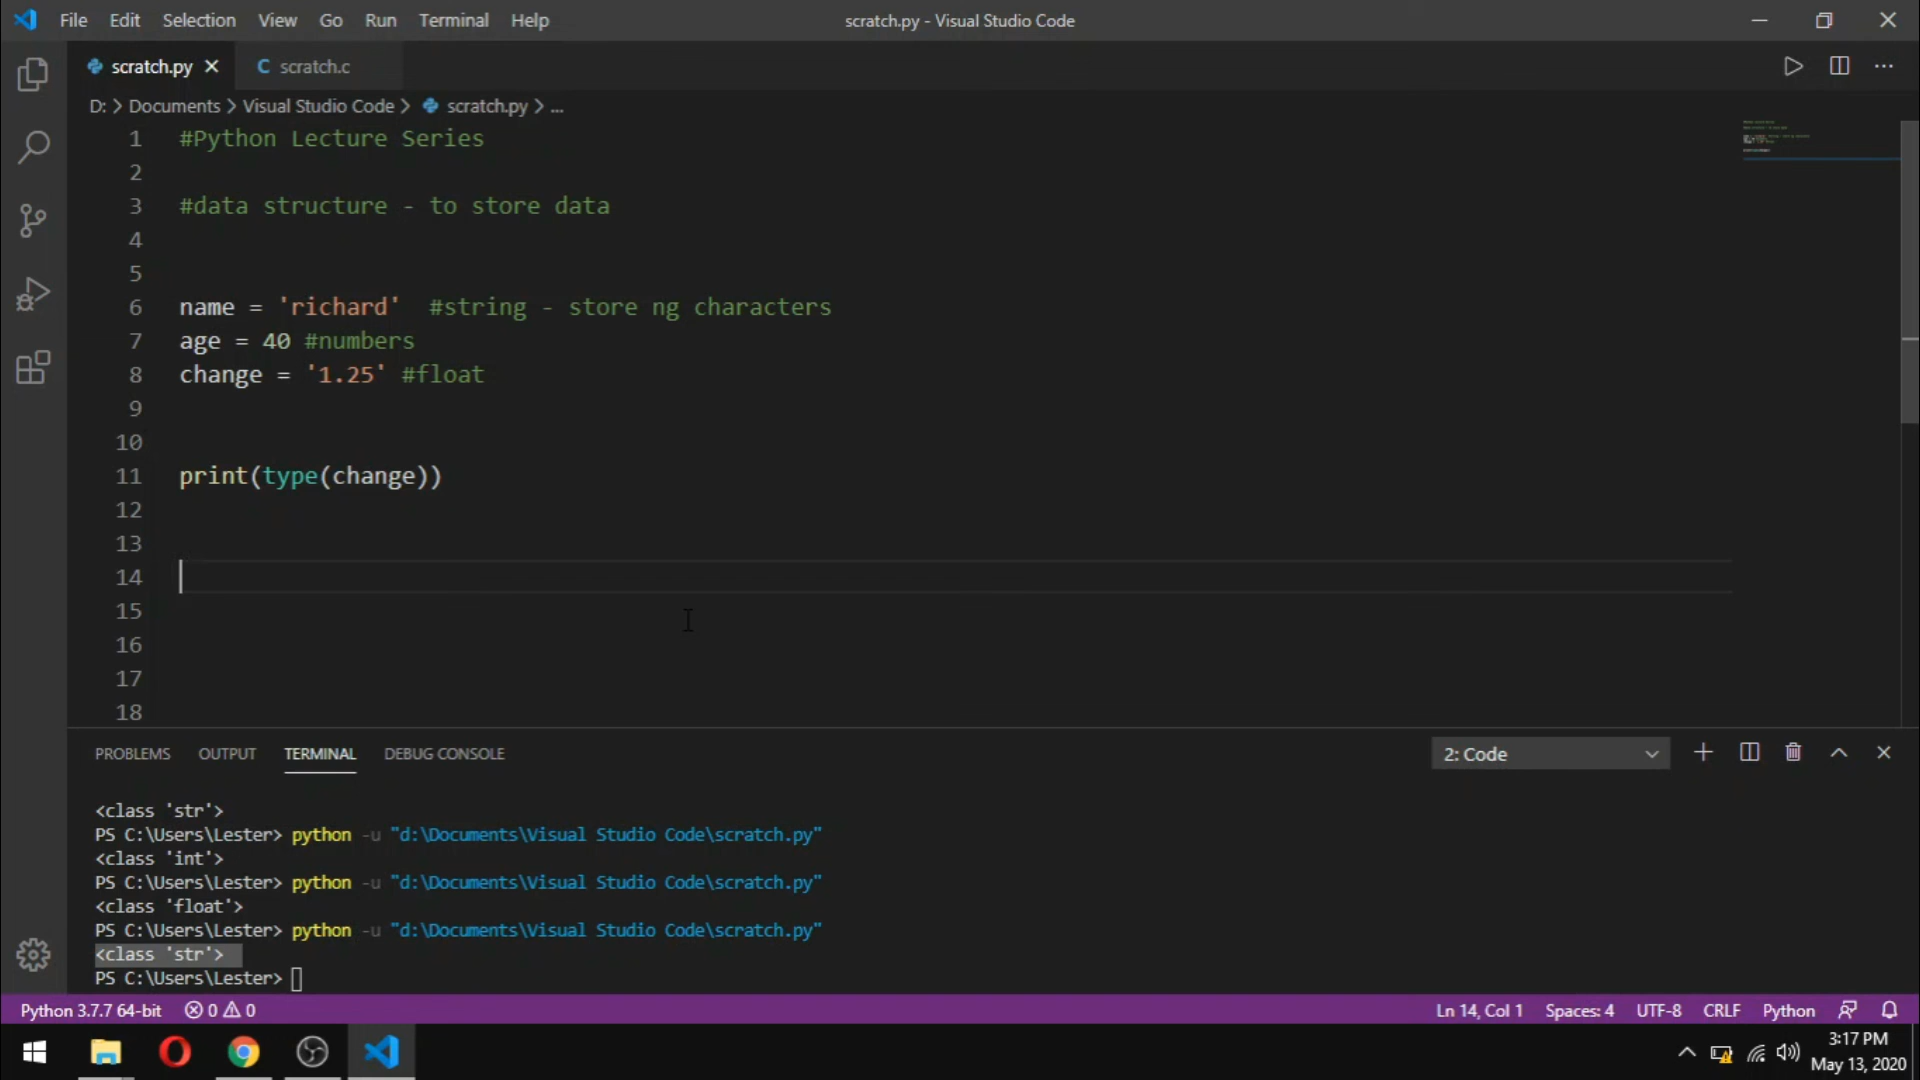 File Edit Selection View Go Run Terminal Help
scratch.py - Visual Studio Code
scratch.py
C scratch.c
D: > Documents > Visual Studio Code > scratch.py > ...
1 #Python Lecture Series
2
3 #data structure - to store data
4
5
6 name = 'richard' #string - store ng characters
7 age = 40 #numbers
8 change = '1.25' #float
9
10
11 print(type(change))
12
13
14
15
16
17
18
PROBLEMS OUTPUT TERMINAL DEBUG CONSOLE
2: Code
<class 'str'>
PS C:\Users\Lester> python -u "d:\Documents\Visual Studio Code\scratch.py"
<class 'int'>
PS C:\Users\Lester> python -u "d:\Documents\Visual Studio Code\scratch.py"
<class 'float'>
PS C:\Users\Lester> python -u "d:\Documents\Visual Studio Code\scratch.py"
<class 'str'>
PS C:\Users\Lester>
Python 3.7.7 64-bit 0 0
Ln 14, Col 1 Spaces: 4 UTF-8 CRLF Python
3:17 PM
May 13, 2020